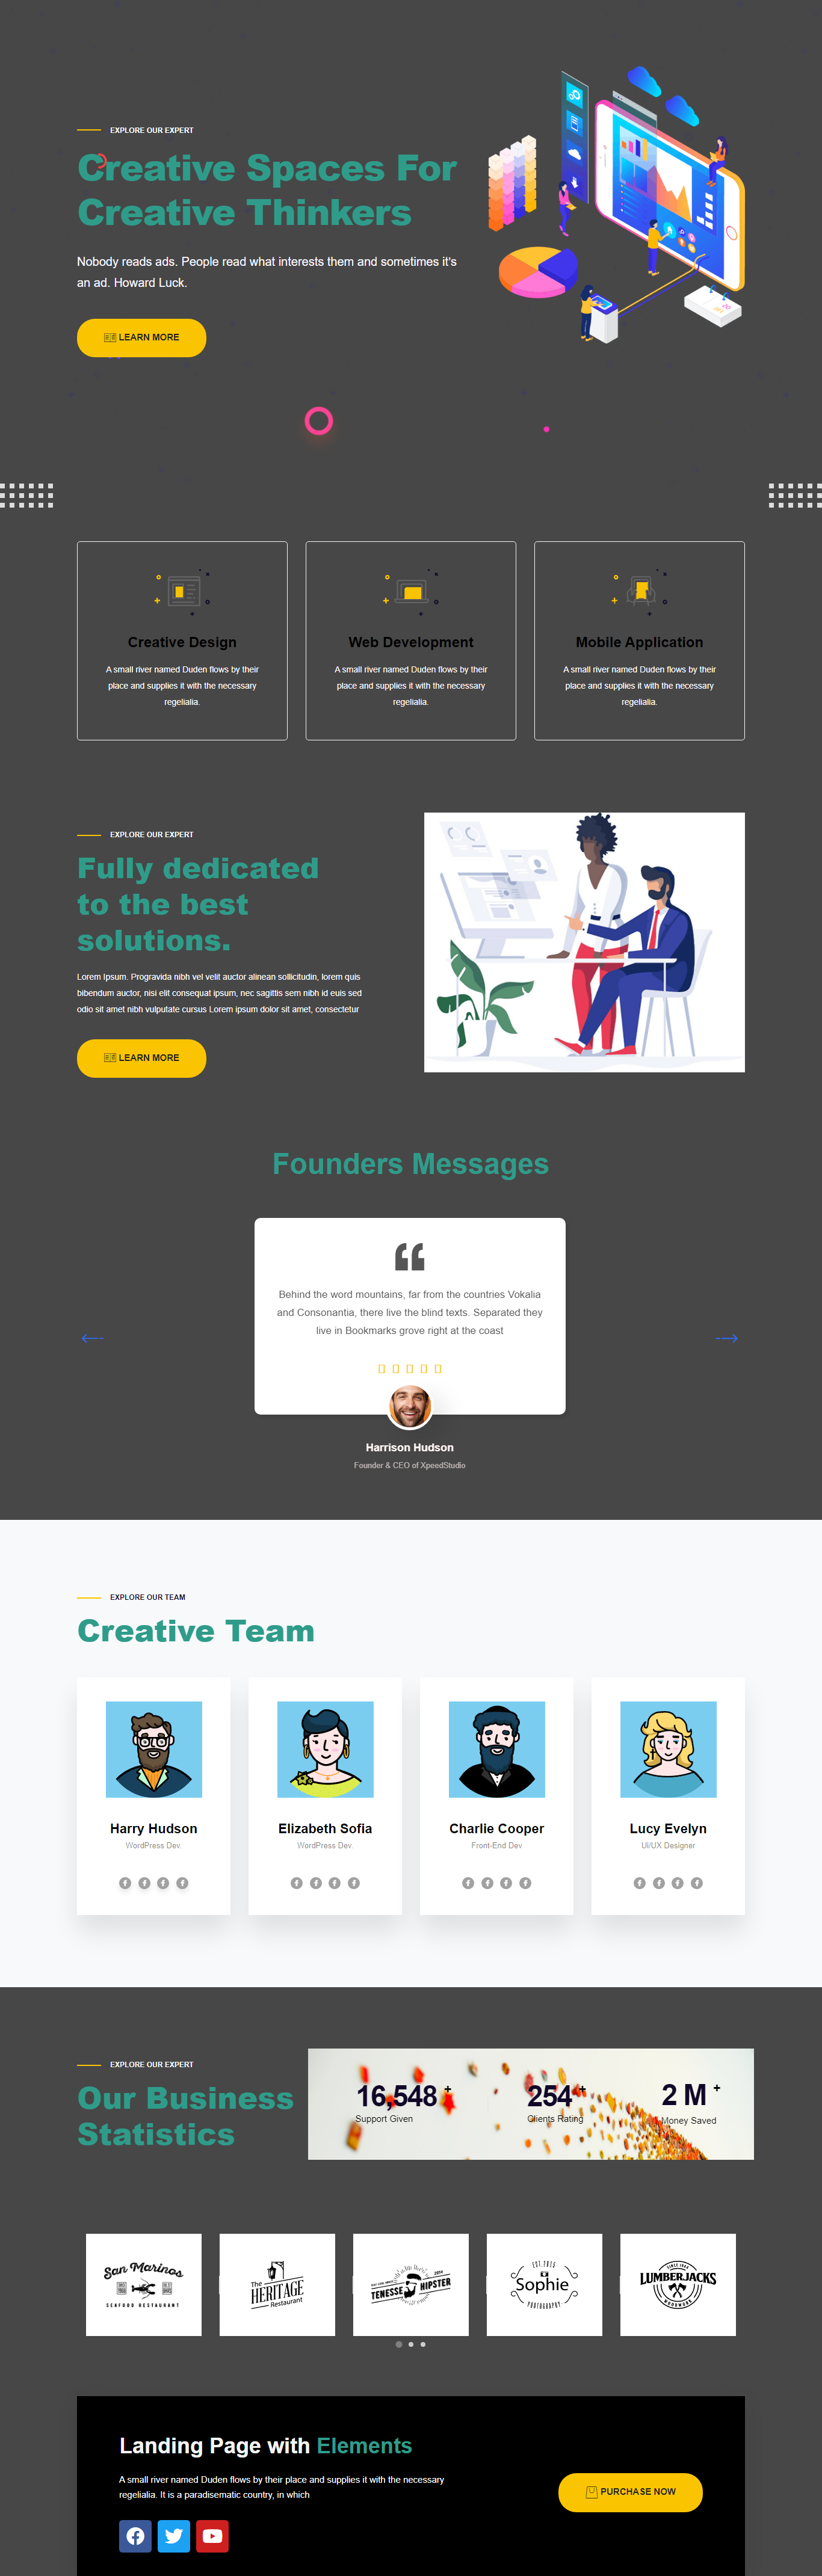 EXPLORE OUR EXPERT
Creative Spaces For
Creative Thinkers
Nobody reads ads. People read what interests them and sometimes it's
an ad. Howard Luck.
LEARN MORE
Creative Design
A small river named Duden flows by their
place and supplies it with the necessary
regelialia.
Web Development
A small river named Duden flows by their
place and supplies it with the necessary
regelialia.
Mobile Application
A small river named Duden flows by their
place and supplies it with the necessary
regelialia.
EXPLORE OUR EXPERT
Fully dedicated
to the best
solutions.
Lorem Ipsum. Progravida nibh vel velit auctor alinean sollicitudin, lorem quis
bibendum auctor, nisi elit consequat ipsum, nec sagittis sem nibh id euis sed
odio sit amet nibh vulputate cursus Lorem ipsum dolor sit amet, consectetur
LEARN MORE
Founders Messages
Behind the word mountains, far from the countries Vokalia
and Consonantia, there live the blind texts. Separated they
live in Bookmarks grove right at the coast
Harrison Hudson
Founder & CEO of XpeedStudio
EXPLORE OUR TEAM
Creative Team
Harry Hudson
WordPress Dev.
Elizabeth Sofia
WordPress Dev.
Charlie Cooper
Front-End Dev
Lucy Evelyn
UI/UX Designer
EXPLORE OUR EXPERT
Our Business
Statistics
16,548 +
Support Given
254 +
Clients Rating
2 M +
Money Saved
San Marinos
SEAFOOD RESTAURANT
The
HERITAGE
Restaurant
TENESSE HIPSTER
EST. 2015
Sophie
PHOTOGRAPHY
LUMBERJACKS
WOODWORK
Landing Page with Elements
A small river named Duden flows by their place and supplies it with the necessary
regelialia. It is a paradisematic country, in which
PURCHASE NOW